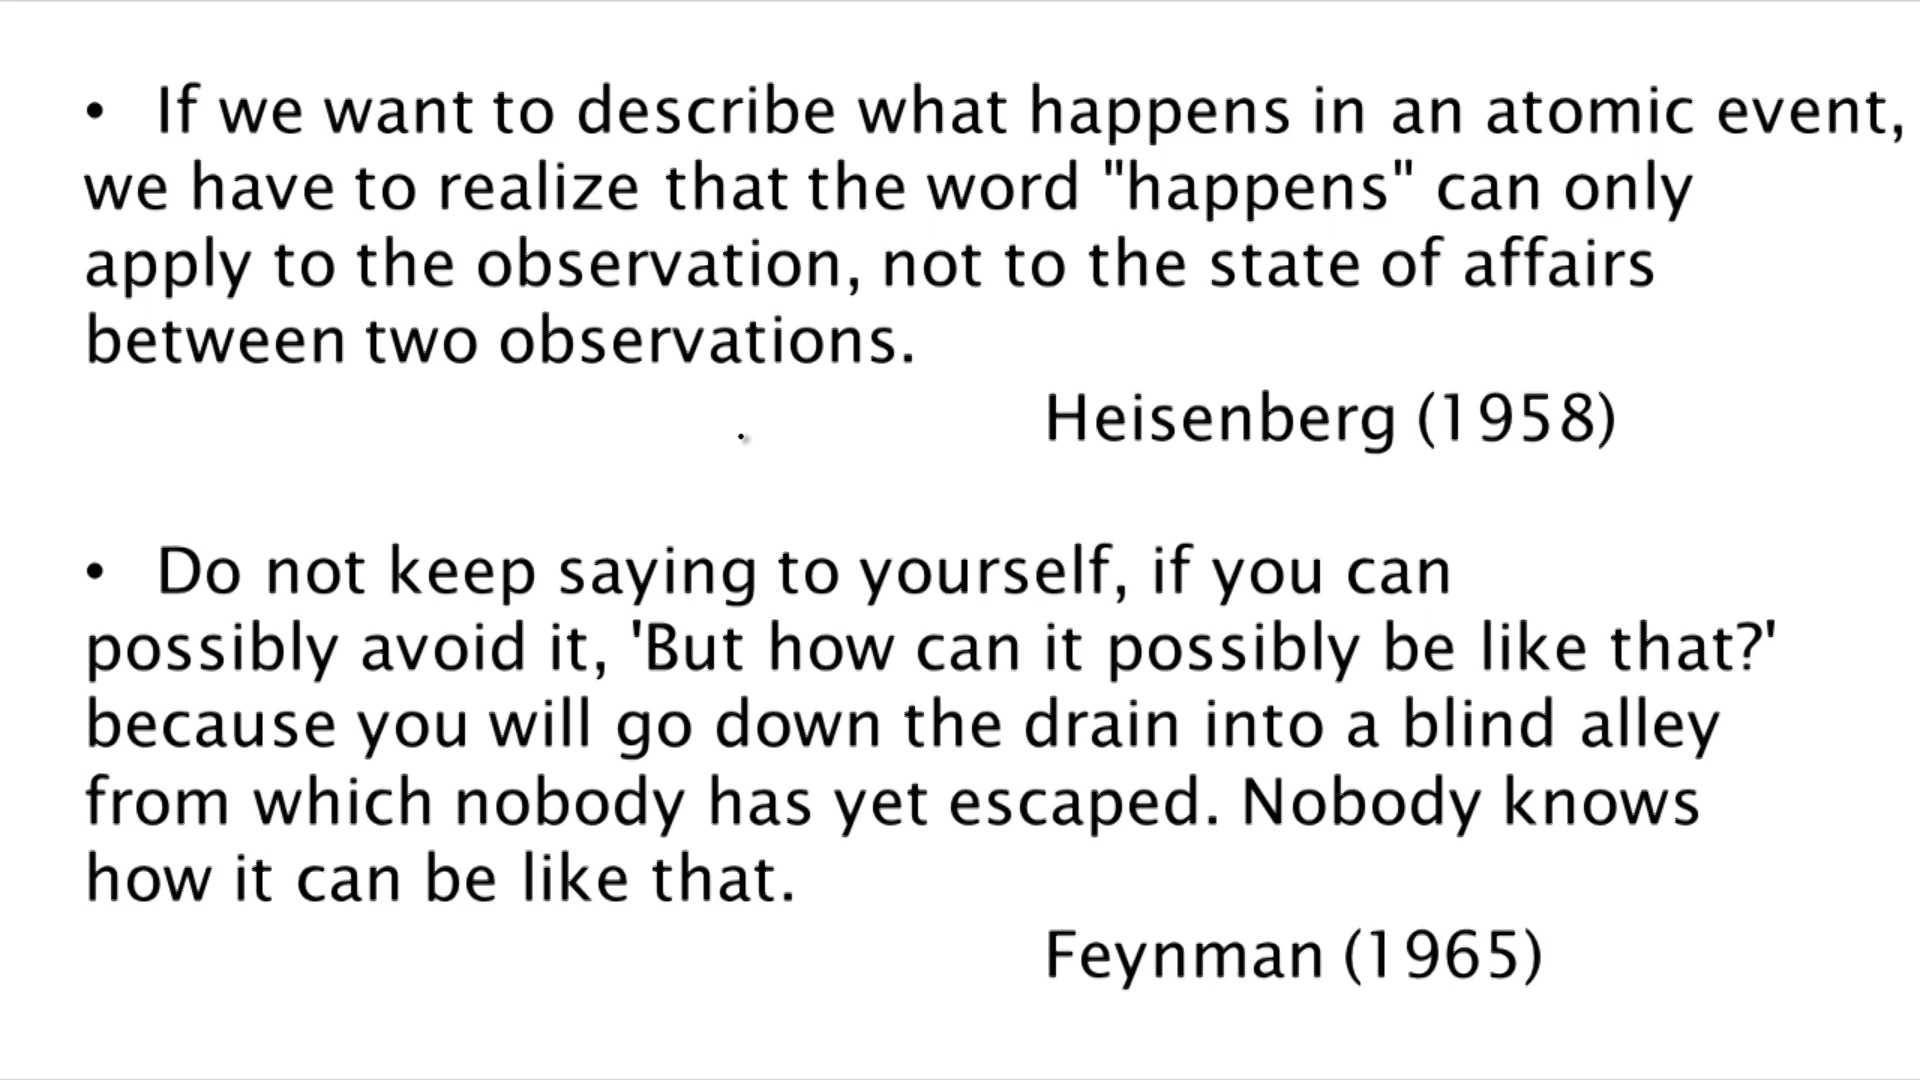 • If we want to describe what happens in an atomic event,
we have to realize that the word "happens" can only
apply to the observation, not to the state of affairs
between two observations.
Heisenberg (1958)
• Do not keep saying to yourself, if you can
possibly avoid it, 'But how can it possibly be like that?'
because you will go down the drain into a blind alley
from which nobody has yet escaped. Nobody knows
how it can be like that.
Feynman (1965)